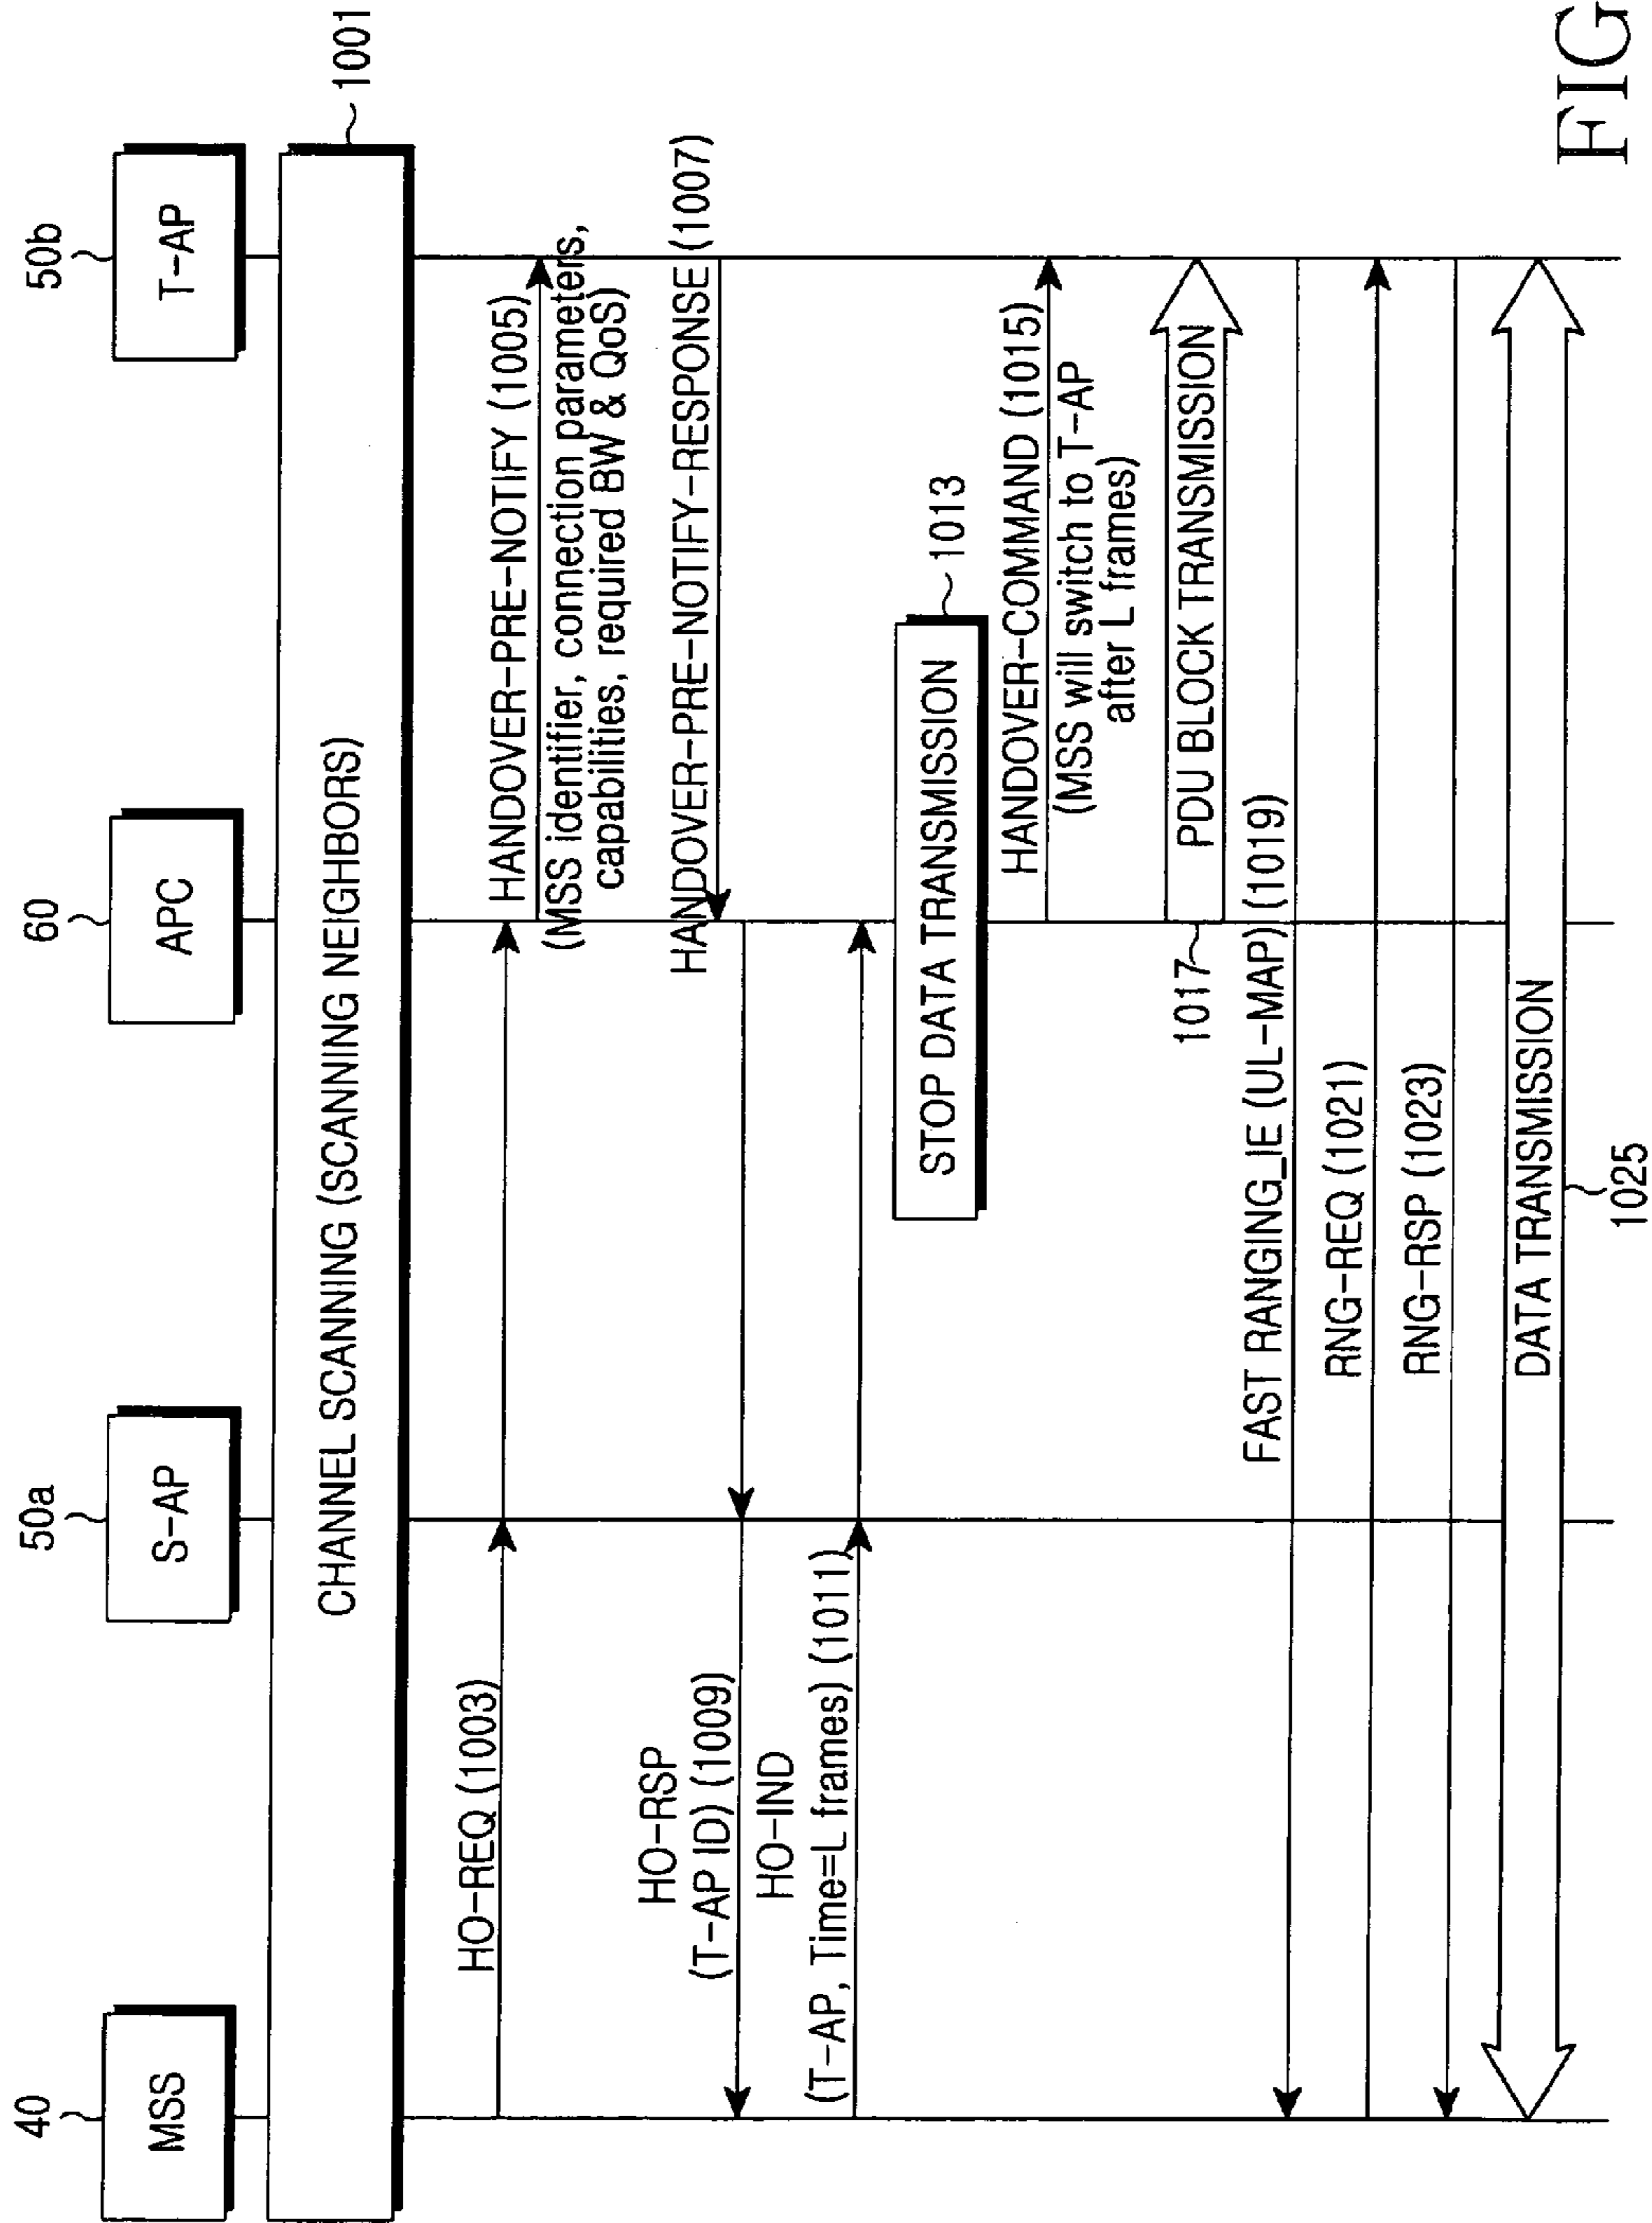 40
50a
60
50b
MSS
S-AP
APC
T-AP
CHANNEL SCANNING (SCANNING NEIGHBORS)
1001
HO-REQ (1003)
HANDOVER-PRE-NOTIFY (1005)
(MSS identifier, connection parameters,
capabilities, required BW & QoS)
HANDOVER-PRE-NOTIFY-RESPONSE (1007)
HO-RSP
(T-AP ID) (1009)
HO-IND
(T-AP, Time=L frames) (1011)
STOP DATA TRANSMISSION
1013
HANDOVER-COMMAND (1015)
(MSS will switch to T-AP
after L frames)
PDU BLOCK TRANSMISSION
1017
FAST RANGING_IE (UL-MAP) (1019)
RNG-REQ (1021)
RNG-RSP (1023)
DATA TRANSMISSION
1025
FIG